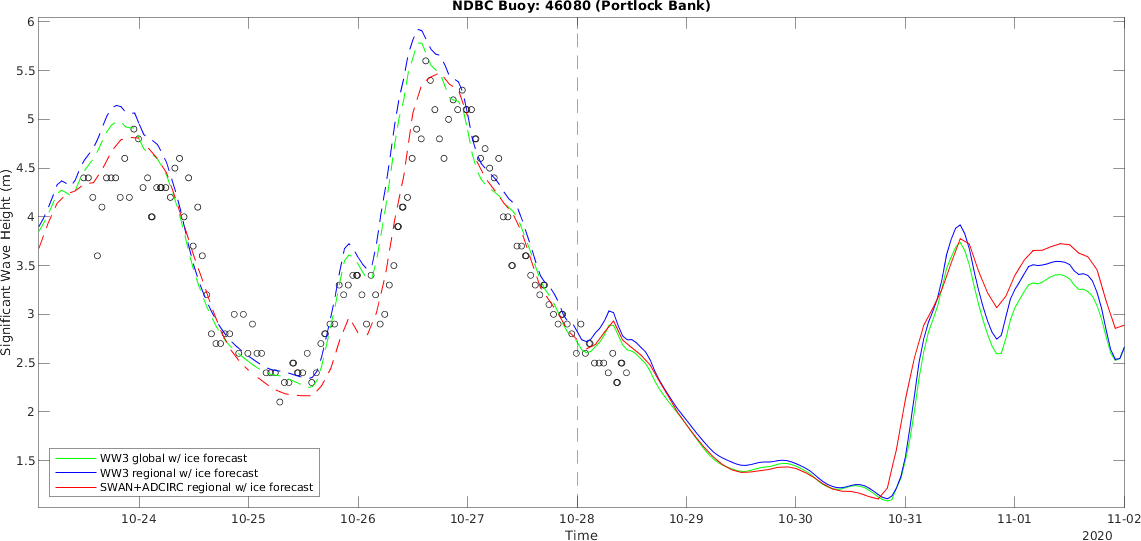 NDBC Buoy: 46080 (Portlock Bank)
6
5.5
5
4.5
4
3.5
3
2.5
2
1.5
Significant Wave Height (m)
WW3 global w/ ice forecast
WW3 regional w/ ice forecast
SWAN+ADCIRC regional w/ ice forecast
10-24 10-25 10-26 10-27 10-28 10-29 10-30 10-31 11-01 11-02
Time 2020